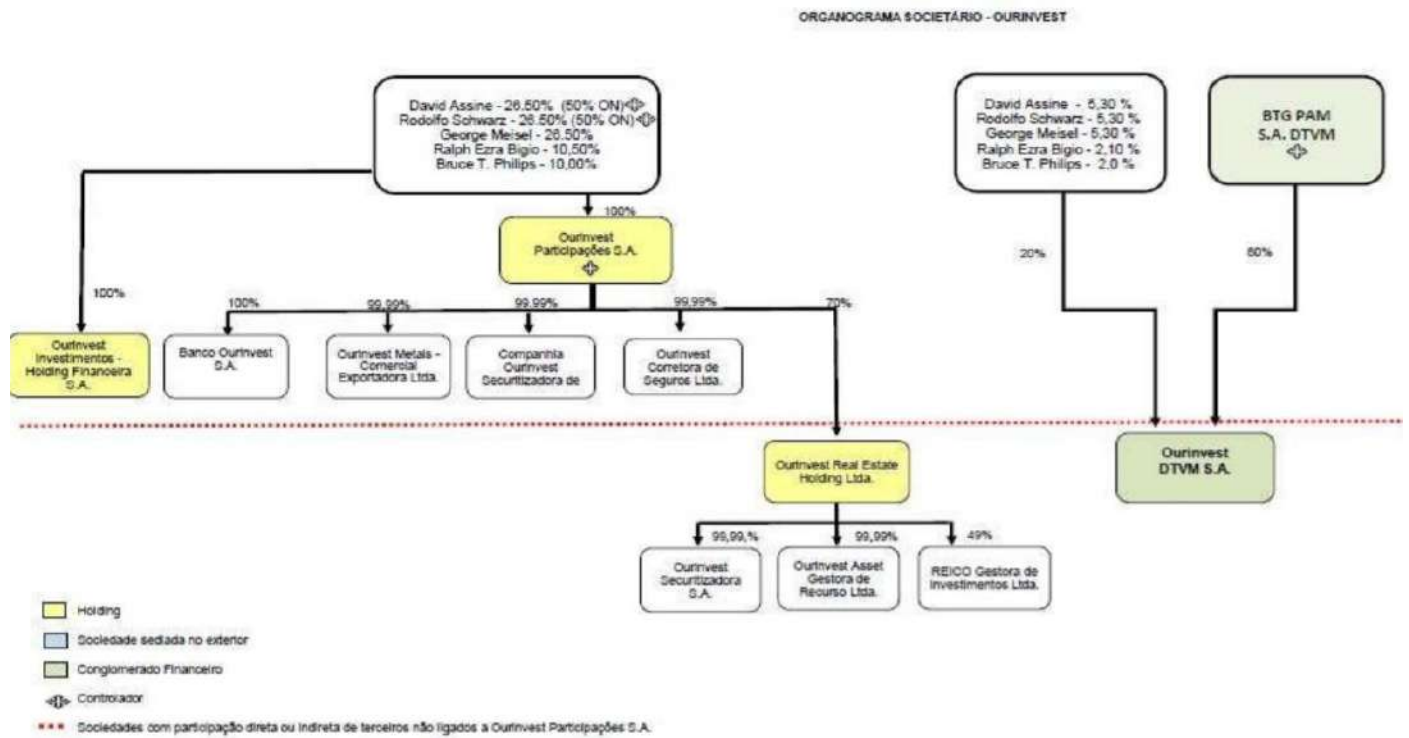 ORGANOGRAMA SOCIETÁRIO - OURINVEST
David Assine - 26.50% (50% ON)
Rodolfo Schwarz - 26.50% (50% ON)
George Meisel - 26.50%
Ralph Ezra Bigio - 10,50%
Bruce T. Philips - 10,00%
David Assine - 5,30 %
Rodolfo Schwarz - 5,30 %
George Meisel - 5,30 %
Ralph Ezra Bigio - 2,10 %
Bruce T. Philips - 2,0 %
BTG PAM
S.A. DTVM
100%
Ourinvest
Participações S.A.
20%
80%
100%
100%
99,99%
99,99%
99,99%
70%
Ourinvest
Investimentos -
Holding Financeira
S.A.
Banco Ourinvest
S.A.
Ourinvest Metais -
Comercial
Exportadora Ltda.
Companhia
Ourinvest
Securitizadora de
Ourinvest
Corretora de
Seguros Ltda.
Ourinvest Real Estate
Holding Ltda.
Ourinvest
DTVM S.A.
99,99,%
99,99%
49%
Ourinvest
Securitizadora
S.A.
Ourinvest Asset
Gestora de
Recurso Ltda.
REICO Gestora de
Investimentos Ltda.
Holding
Sociedade sediada no exterior
Conglomerado Financeiro
Controlador
Sociedades com participação direta ou indireta de terceiros não ligados a Ourinvest Participações S.A.